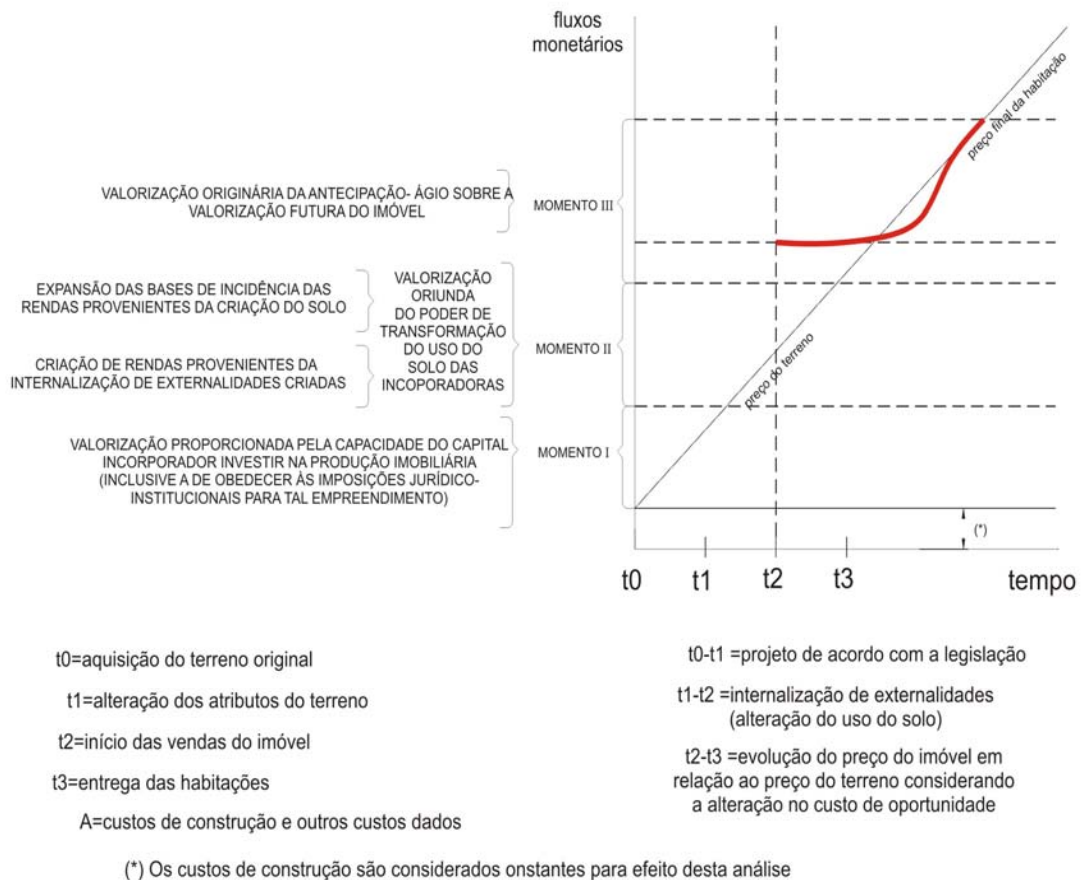 fluxos
monetários
preço final da habitação
VALORIZAÇÃO ORIGINÁRIA DA ANTECIPAÇÃO- ÁGIO SOBRE A
VALORIZAÇÃO FUTURA DO IMÓVEL
MOMENTO III
EXPANSÃO DAS BASES DE INCIDÊNCIA DAS
RENDAS PROVENIENTES DA CRIAÇÃO DO SOLO
CRIAÇÃO DE RENDAS PROVENIENTES DA
INTERNALIZAÇÃO DE EXTERNALIDADES CRIADAS
VALORIZAÇÃO
ORIUNDA
DO PODER DE
TRANSFORMAÇÃO
DO USO DO
SOLO DAS
INCOPORADORAS
MOMENTO II
preço do terreno
VALORIZAÇÃO PROPORCIONADA PELA CAPACIDADE DO CAPITAL
INCORPORADOR INVESTIR NA PRODUÇÃO IMOBILIÁRIA
(INCLUSIVE A DE OBEDECER ÀS IMPOSIÇÕES JURÍDICO-
INSTITUCIONAIS PARA TAL EMPREENDIMENTO)
MOMENTO I
(*)
t0 t1 t2 t3 tempo
t0=aquisição do terreno original
t1=alteração dos atributos do terreno
t2=início das vendas do imóvel
t3=entrega das habitações
A=custos de construção e outros custos dados
t0-t1 =projeto de acordo com a legislação
t1-t2 =internalização de externalidades
(alteração do uso do solo)
t2-t3 =evolução do preço do imóvel em
relação ao preço do terreno considerando
a alteração no custo de oportunidade
(*) Os custos de construção são considerados onstantes para efeito desta análise